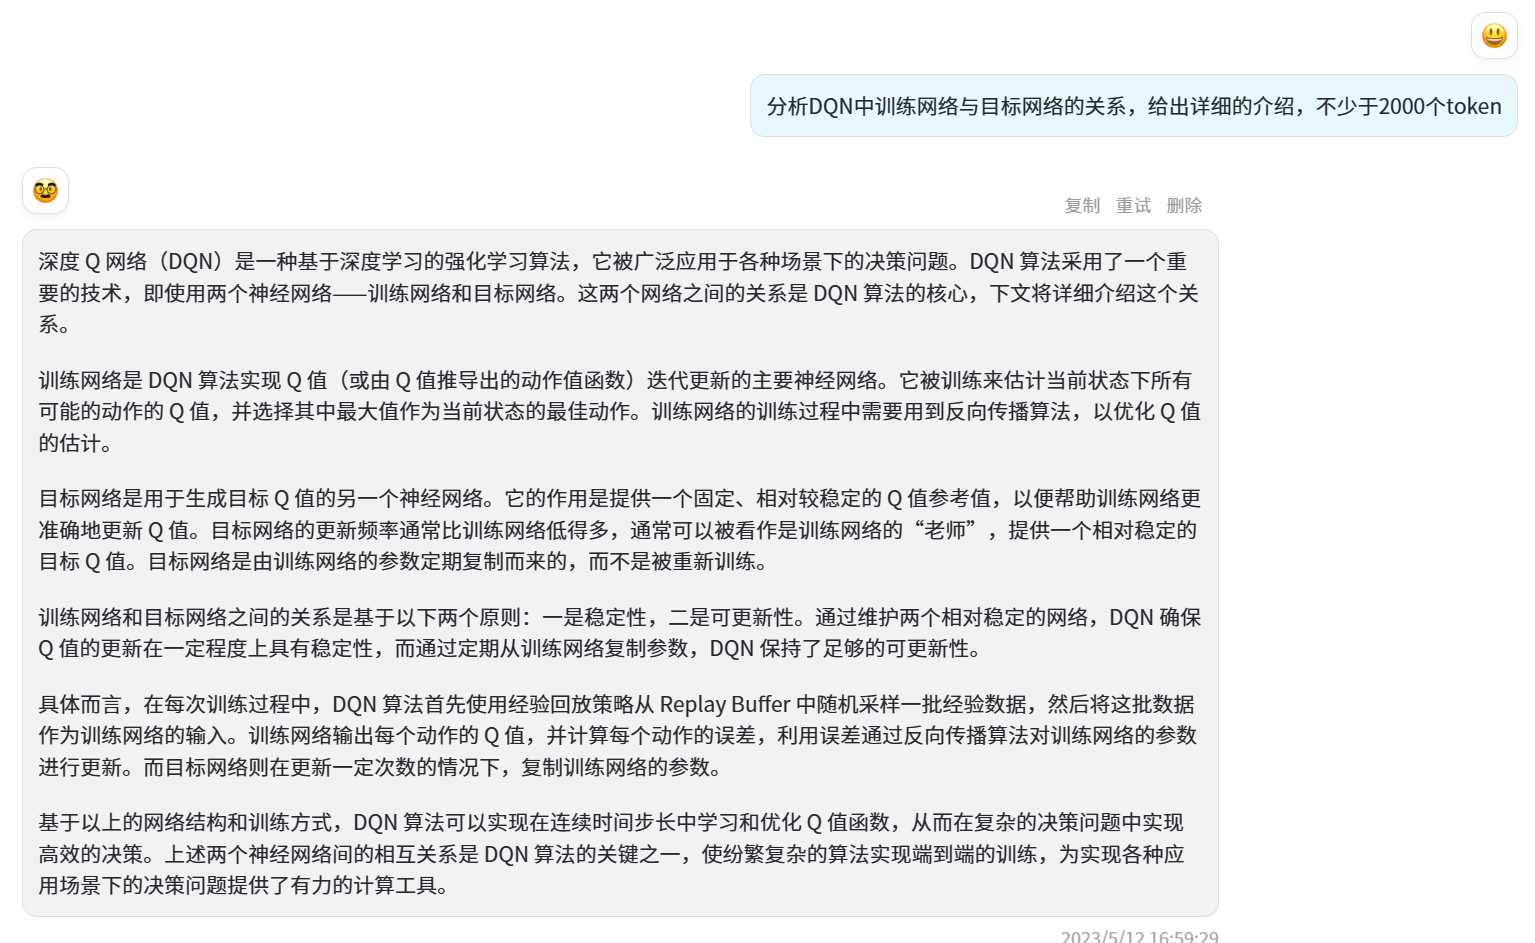 分析DQN中训练网络与目标网络的关系，给出详细的介绍，不少于2000个token
复制 重试 删除
深度 Q 网络（DQN）是一种基于深度学习的强化学习算法，它被广泛应用于各种场景下的决策问题。DQN 算法采用了一个重
要的技术，即使用两个神经网络——训练网络和目标网络。这两个网络之间的关系是 DQN 算法的核心，下文将详细介绍这个关
系。
训练网络是 DQN 算法实现 Q 值（或由 Q 值推导出的动作值函数）迭代更新的主要神经网络。它被训练来估计当前状态下所有
可能的动作的 Q 值，并选择其中最大值作为当前状态的最佳动作。训练网络的训练过程中需要用到反向传播算法，以优化 Q 值
的估计。
目标网络是用于生成目标 Q 值的另一个神经网络。它的作用是提供一个固定、相对较稳定的 Q 值参考值，以便帮助训练网络更
准确地更新 Q 值。目标网络的更新频率通常比训练网络低得多，通常可以被看作是训练网络的“老师”，提供一个相对稳定的
目标 Q 值。目标网络是由训练网络的参数定期复制而来的，而不是被重新训练。
训练网络和目标网络之间的关系是基于以下两个原则：一是稳定性，二是可更新性。通过维护两个相对稳定的网络，DQN 确保
Q 值的更新在一定程度上具有稳定性，而通过定期从训练网络复制参数，DQN 保持了足够的可更新性。
具体而言，在每次训练过程中，DQN 算法首先使用经验回放策略从 Replay Buffer 中随机采样一批经验数据，然后将这批数据
作为训练网络的输入。训练网络输出每个动作的 Q 值，并计算每个动作的误差，利用误差通过反向传播算法对训练网络的参数
进行更新。而目标网络则在更新一定次数的情况下，复制训练网络的参数。
基于以上的网络结构和训练方式，DQN 算法可以实现在连续时间步长中学习和优化 Q 值函数，从而在复杂的决策问题中实现
高效的决策。上述两个神经网络间的相互关系是 DQN 算法的关键之一，使纷繁复杂的算法实现端到端的训练，为实现各种应
用场景下的决策问题提供了有力的计算工具。
2023/5/12 16:59:29